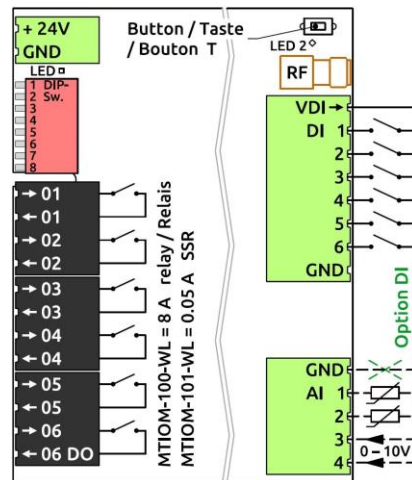 + 24V
GND
LED
1 DIP-
2 Sw.
3
4
5
6
7
8
→ 01
← 01
→ 02
← 02
→ 03
← 03
→ 04
← 04
→ 05
← 05
→ 06
← 06 DO
MTIOM-100-WL = 8 A relay / Relais
MTIOM-101-WL = 0.05 A SSR
Button / Taste
/ Bouton T
LED 2
RF
VDI →
DI 1
2
3
4
5
6
GND
Option DI
GND
AI 1
2
3
4
0 – 10V